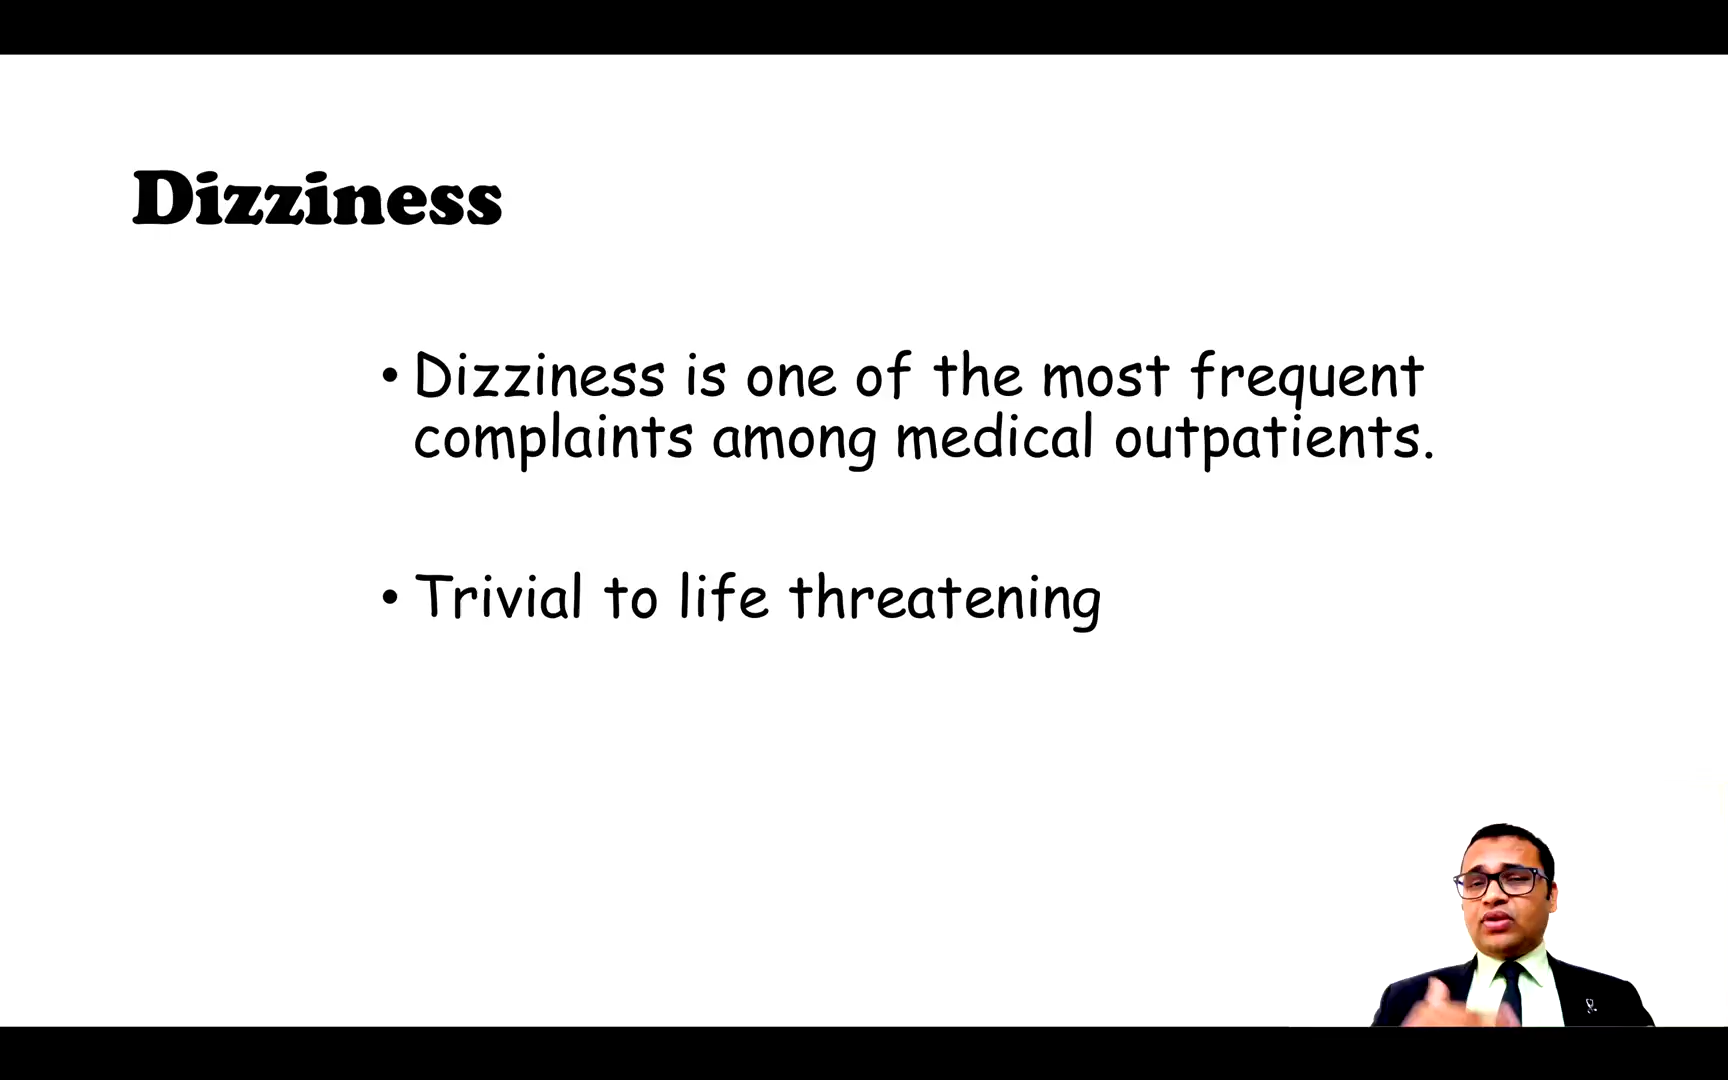 Dizziness
• Dizziness is one of the most frequent
complaints among medical outpatients.
• Trivial to life threatening